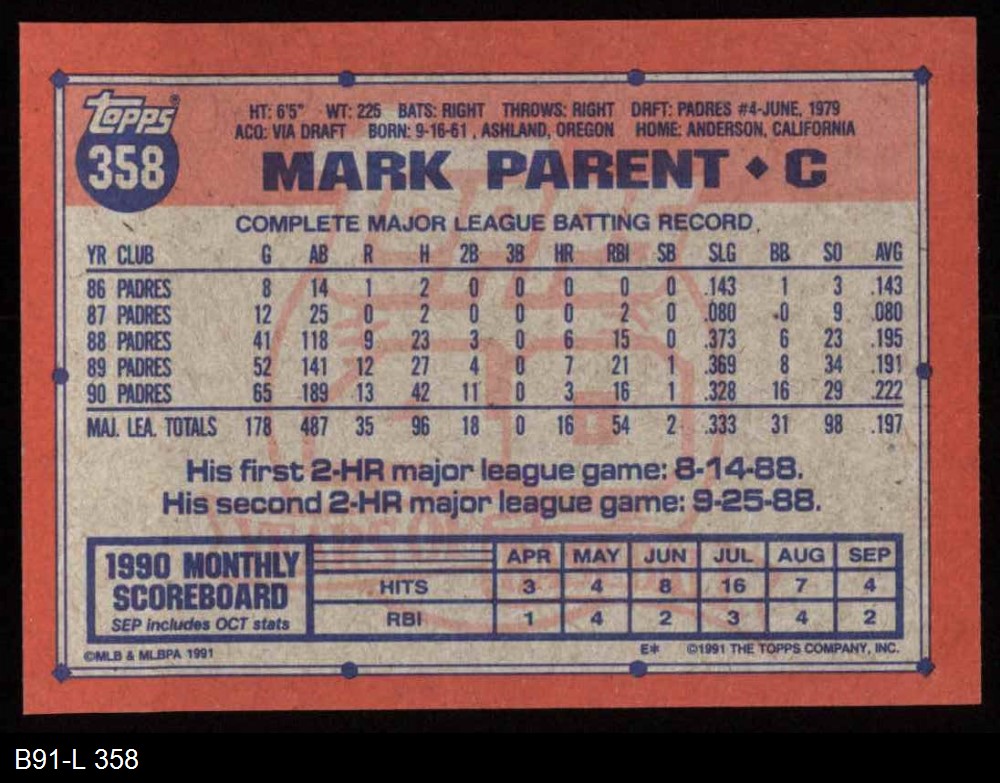 topps
358
HT: 6'5" WT: 225 BATS: RIGHT THROWS: RIGHT DRFT: PADRES #4-JUNE, 1979
ACQ: VIA DRAFT BORN: 9-16-61, ASHLAND, OREGON HOME: ANDERSON, CALIFORNIA
MARK PARENT ◆ C
COMPLETE MAJOR LEAGUE BATTING RECORD
YR CLUB G AB R H 2B 3B HR RBI SB SLG BB SO AVG
86 PADRES 8 14 1 2 0 0 0 0 0 .143 1 3 .143
87 PADRES 12 25 0 2 0 0 0 2 0 .080 0 9 .080
88 PADRES 41 118 9 23 3 0 6 15 0 .373 6 23 .195
89 PADRES 52 141 12 27 4 0 7 21 1 .369 8 34 .191
90 PADRES 65 189 13 42 11 0 3 16 1 .328 16 29 .222
MAJ. LEA. TOTALS 178 487 35 96 18 0 16 54 2 .333 31 98 .197
His first 2-HR major league game: 8-14-88.
His second 2-HR major league game: 9-25-88.
1990 MONTHLY
SCOREBOARD
SEP includes OCT stats
APR MAY JUN JUL AUG SEP
HITS 3 4 8 16 7 4
RBI 1 4 2 3 4 2
©MLB & MLBPA 1991
E* ©1991 THE TOPPS COMPANY, INC.
B91-L 358